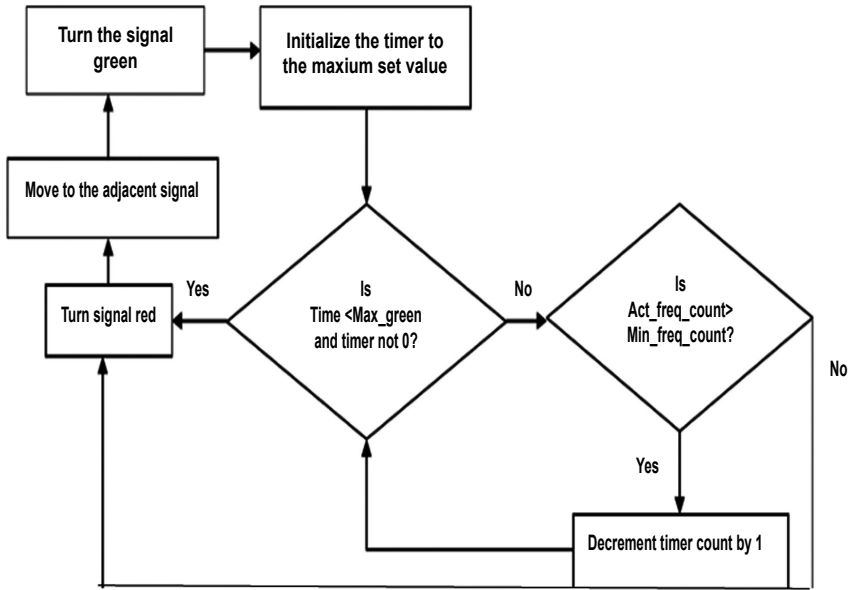 Turn the signal
green
Initialize the timer to
the maxium set value
Move to the adjacent signal
Turn signal red
Yes
Is
Time <Max_green
and timer not 0?
No
Is
Act_freq_count>
Min_freq_count?
No
Yes
Decrement timer count by 1